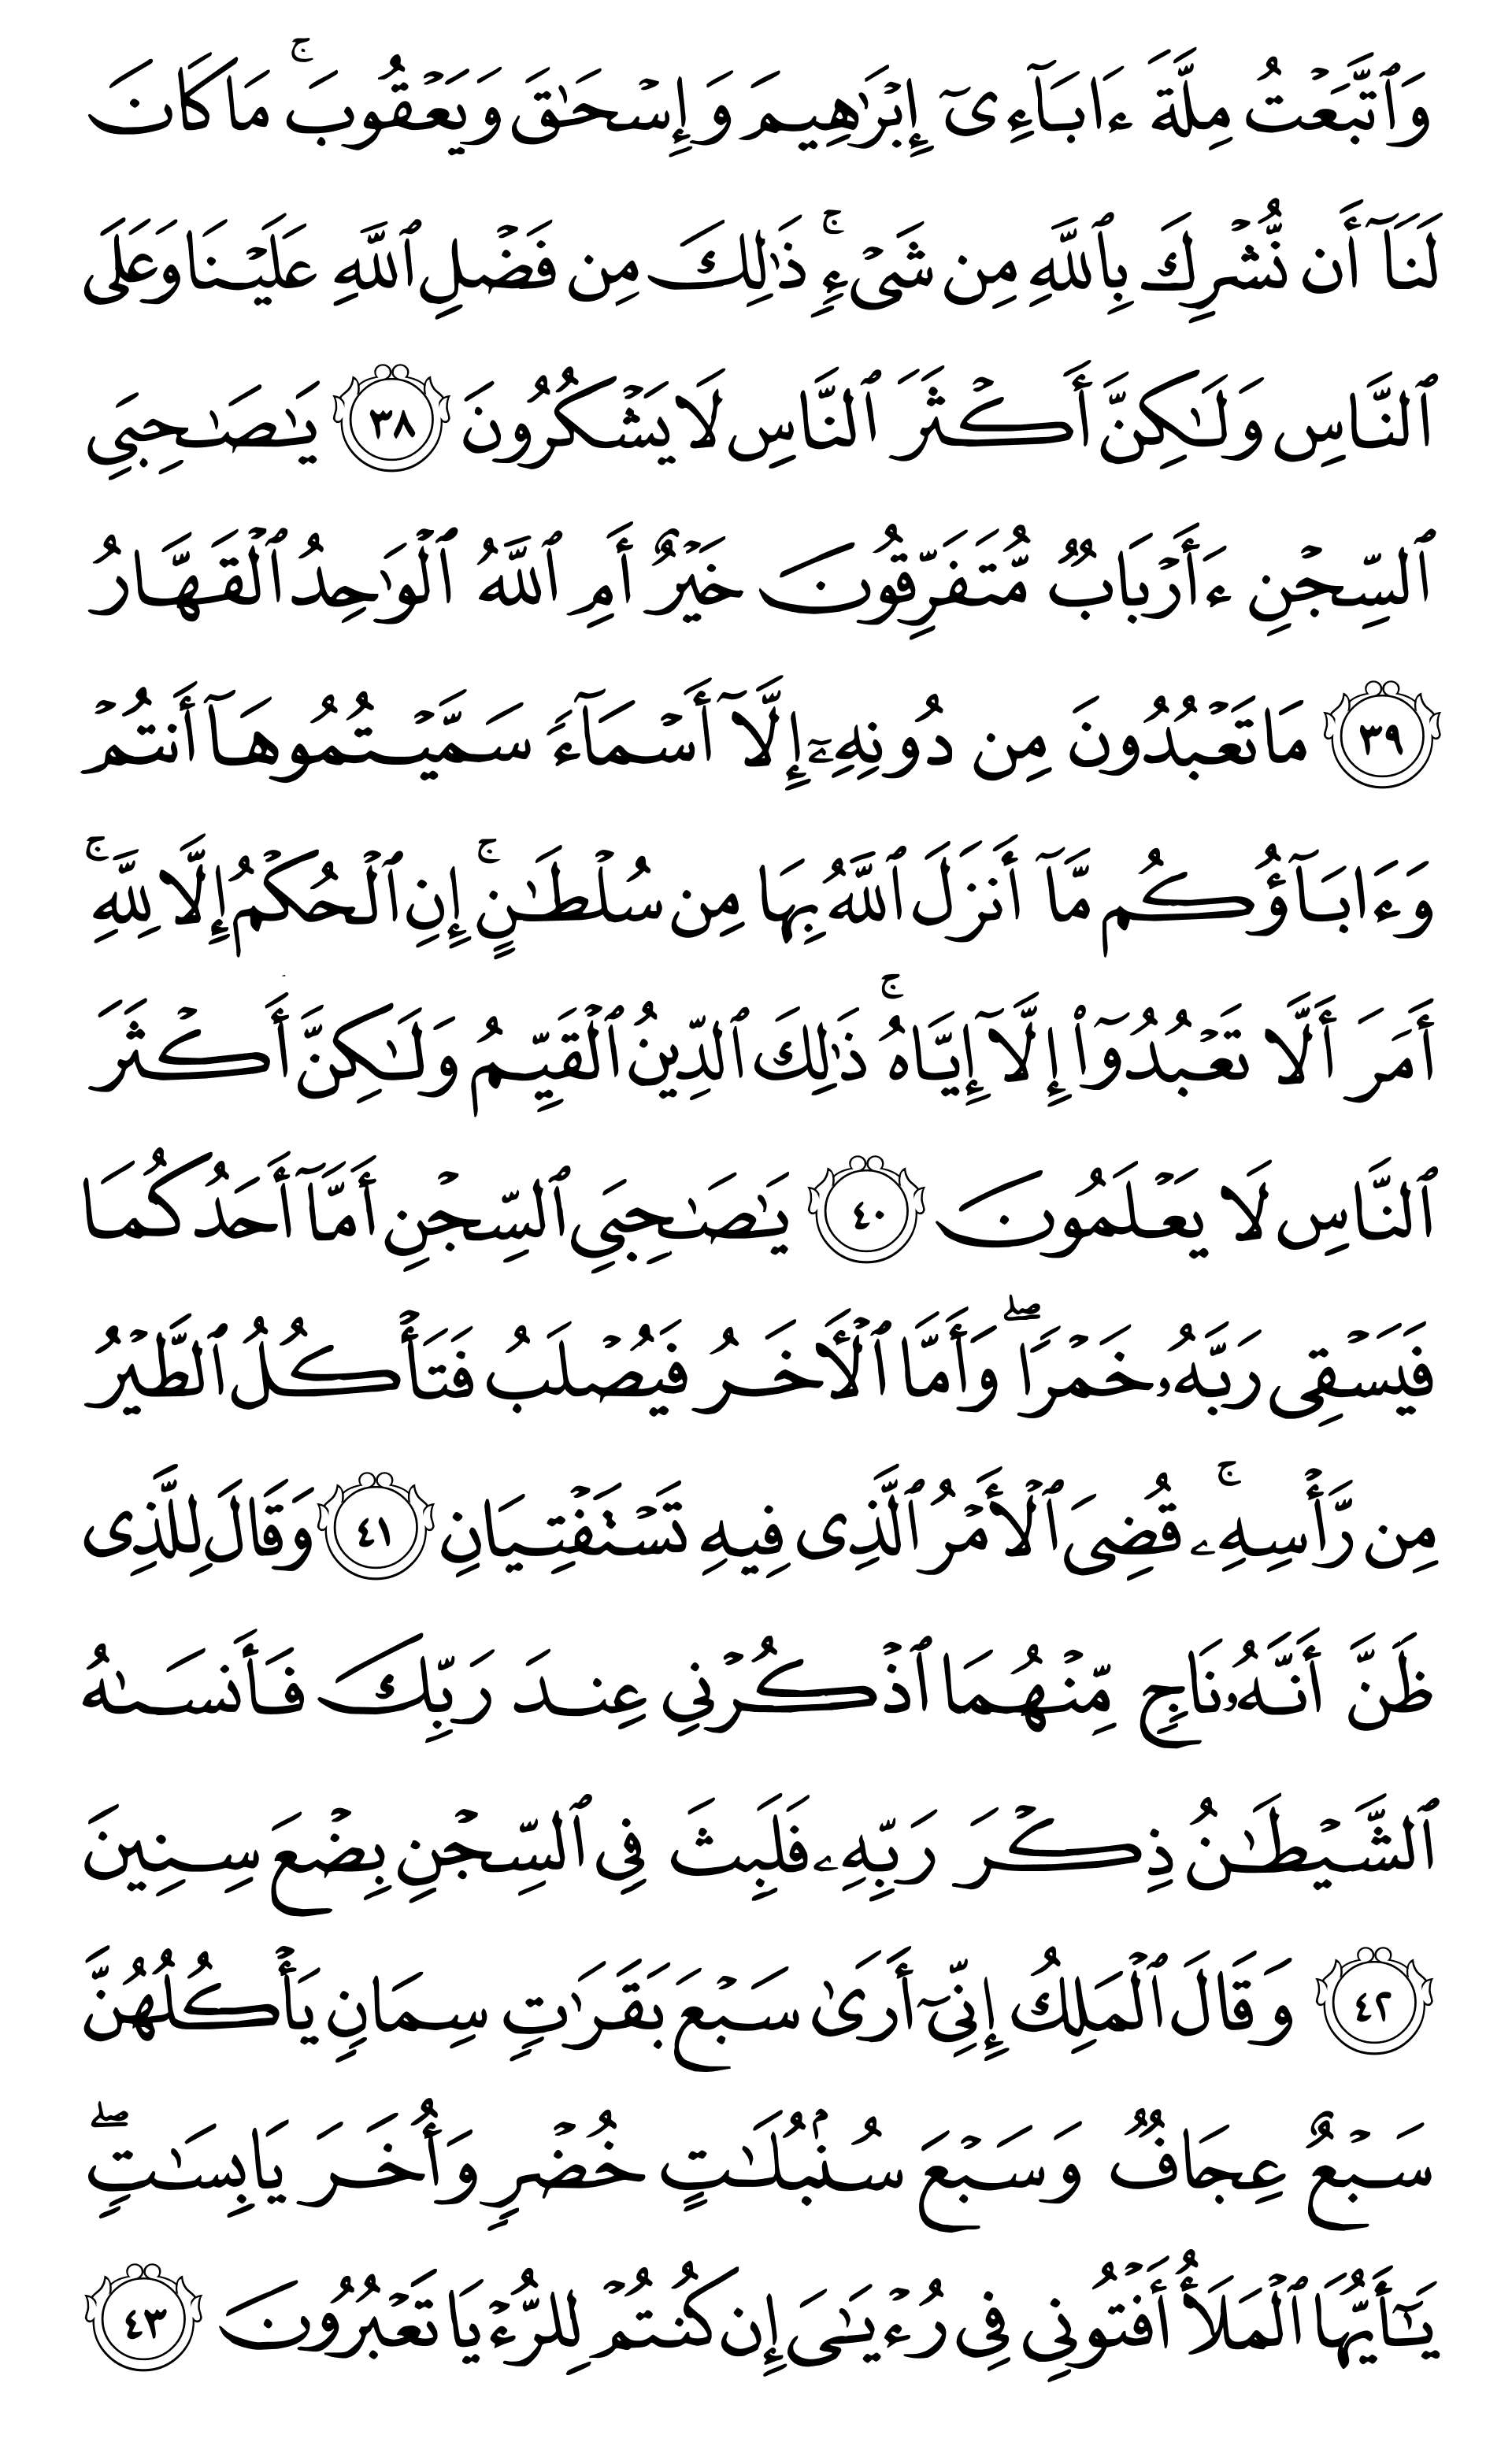 وَٱتَّبَعۡتُ مِلَّةَ ءَابَآءِيٓ إِبۡرَٰهِيمَ وَإِسۡحَٰقَ وَيَعۡقُوبَۚ مَا كَانَ
لَنَآ أَن نُّشۡرِكَ بِٱللَّهِ مِن شَيۡءٖۚ ذَٰلِكَ مِن فَضۡلِ ٱللَّهِ عَلَيۡنَا وَعَلَى
ٱلنَّاسِ وَلَٰكِنَّ أَكۡثَرَ ٱلنَّاسِ لَا يَشۡكُرُونَ ٣٨ يَٰصَٰحِبَيِ
ٱلسِّجۡنِ ءَأَرۡبَابٞ مُّتَفَرِّقُونَ خَيۡرٌ أَمِ ٱللَّهُ ٱلۡوَٰحِدُ ٱلۡقَهَّارُ
٣٩ مَا تَعۡبُدُونَ مِن دُونِهِۦٓ إِلَّآ أَسۡمَآءٗ سَمَّيۡتُمُوهَآ أَنتُمۡ
وَءَابَآؤُكُم مَّآ أَنزَلَ ٱللَّهُ بِهَا مِن سُلۡطَٰنٍۚ إِنِ ٱلۡحُكۡمُ إِلَّا لِلَّهِۚ
أَمَرَ أَلَّا تَعۡبُدُوٓاْ إِلَّآ إِيَّاهُۚ ذَٰلِكَ ٱلدِّينُ ٱلۡقَيِّمُ وَلَٰكِنَّ أَكۡثَرَ
ٱلنَّاسِ لَا يَعۡلَمُونَ ٤٠ يَٰصَٰحِبَيِ ٱلسِّجۡنِ أَمَّآ أَحَدُكُمَا
فَيَسۡقِي رَبَّهُۥ خَمۡرٗاۖ وَأَمَّا ٱلۡأٓخَرُ فَيُصۡلَبُ فَتَأۡكُلُ ٱلطَّيۡرُ
مِن رَّأۡسِهِۦۚ قُضِيَ ٱلۡأَمۡرُ ٱلَّذِي فِيهِ تَسۡتَفۡتِيَانِ ٤١ وَقَالَ لِلَّذِي
ظَنَّ أَنَّهُۥ نَاجٖ مِّنۡهُمَا ٱذۡكُرۡنِي عِندَ رَبِّكَ فَأَنسَىٰهُ
ٱلشَّيۡطَٰنُ ذِكۡرَ رَبِّهِۦ فَلَبِثَ فِي ٱلسِّجۡنِ بِضۡعَ سِنِينَ
٤٢ وَقَالَ ٱلۡمَلِكُ إِنِّيٓ أَرَىٰ سَبۡعَ بَقَرَٰتٖ سِمَانٖ يَأۡكُلُهُنَّ
سَبۡعٌ عِجَافٞ وَسَبۡعَ سُنۢبُلَٰتٍ خُضۡرٖ وَأُخَرَ يَابِسَٰتٖۖ
يَٰٓأَيُّهَا ٱلۡمَلَأُ أَفۡتُونِي فِي رُءۡيَٰيَ إِن كُنتُمۡ لِلرُّءۡيَا تَعۡبُرُونَ ٤٣